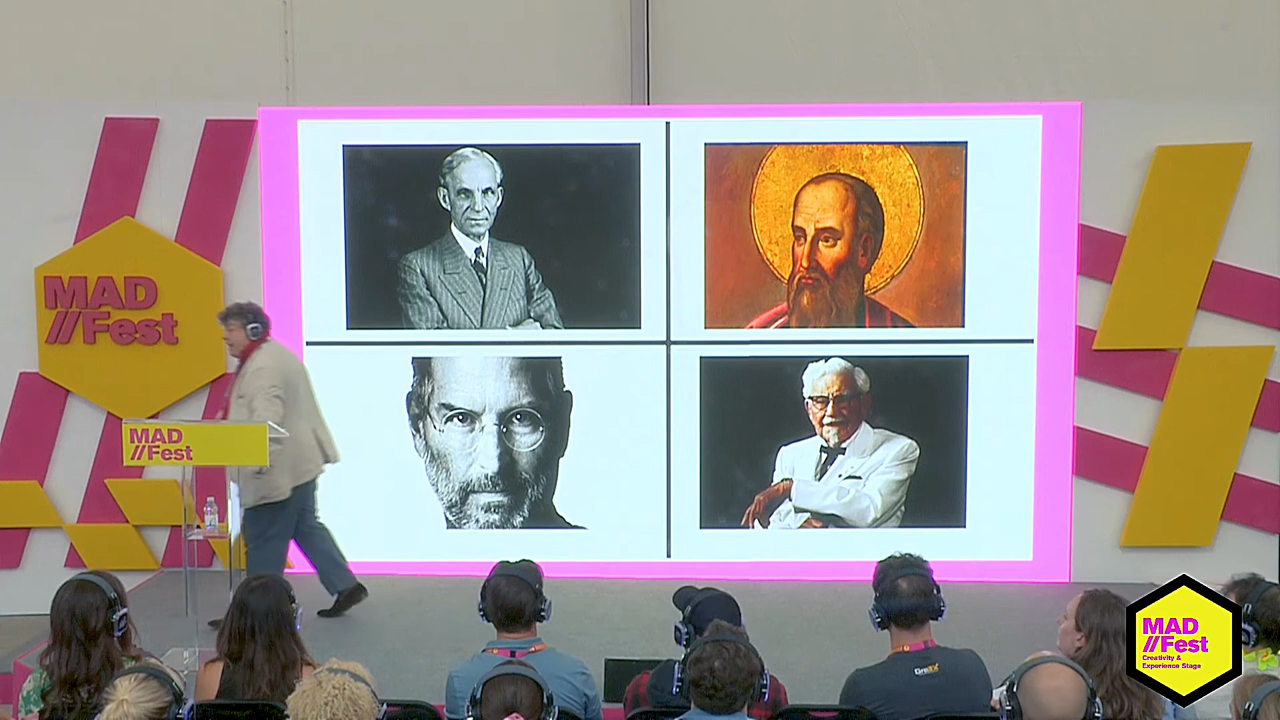 MAD
//Fest
MAD
//Fest
MAD
//Fest
Creativity &
Experience Stage